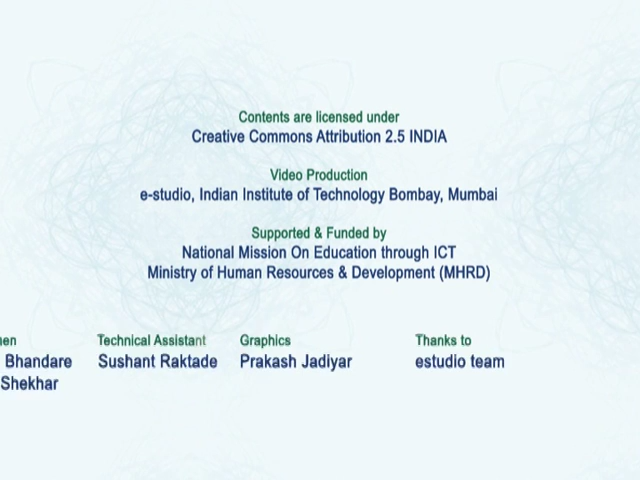 Contents are licensed under
Creative Commons Attribution 2.5 INDIA
Video Production
e-studio, Indian Institute of Technology Bombay, Mumbai
Supported & Funded by
National Mission On Education through ICT
Ministry of Human Resources & Development (MHRD)
Technical Assistant Graphics Thanks to
Bhandare Sushant Raktade Prakash Jadiyar estudio team
Shekhar